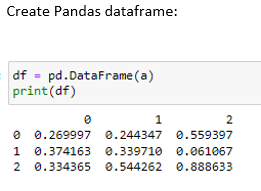 Create Pandas dataframe:
df = pd.DataFrame(a)
print(df)
0 1 2
0 0.269997 0.244347 0.559397
1 0.374163 0.339710 0.061067
2 0.334365 0.544262 0.888633